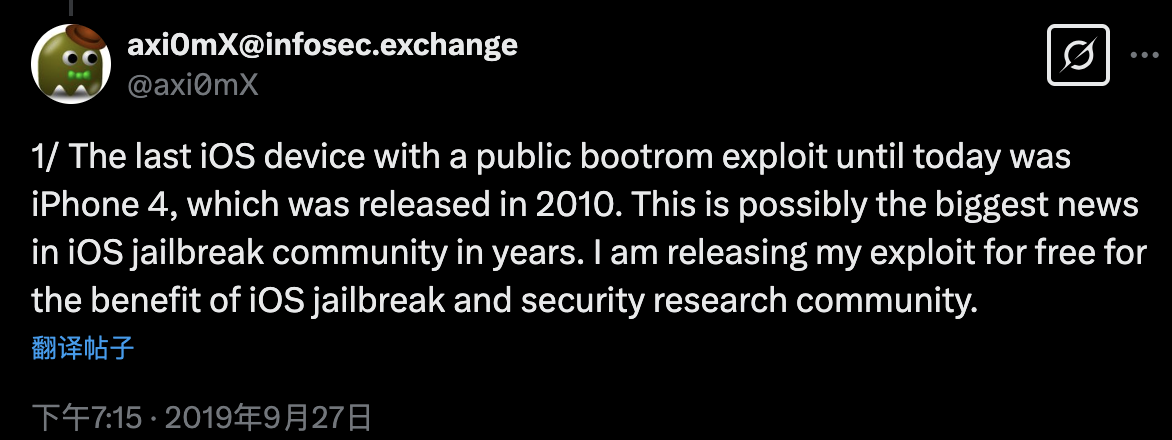 axi0mX@infosec.exchange
@axi0mX
1/ The last iOS device with a public bootrom exploit until today was
iPhone 4, which was released in 2010. This is possibly the biggest news
in iOS jailbreak community in years. I am releasing my exploit for free for
the benefit of iOS jailbreak and security research community.
翻译帖子
下午7:15 · 2019年9月27日